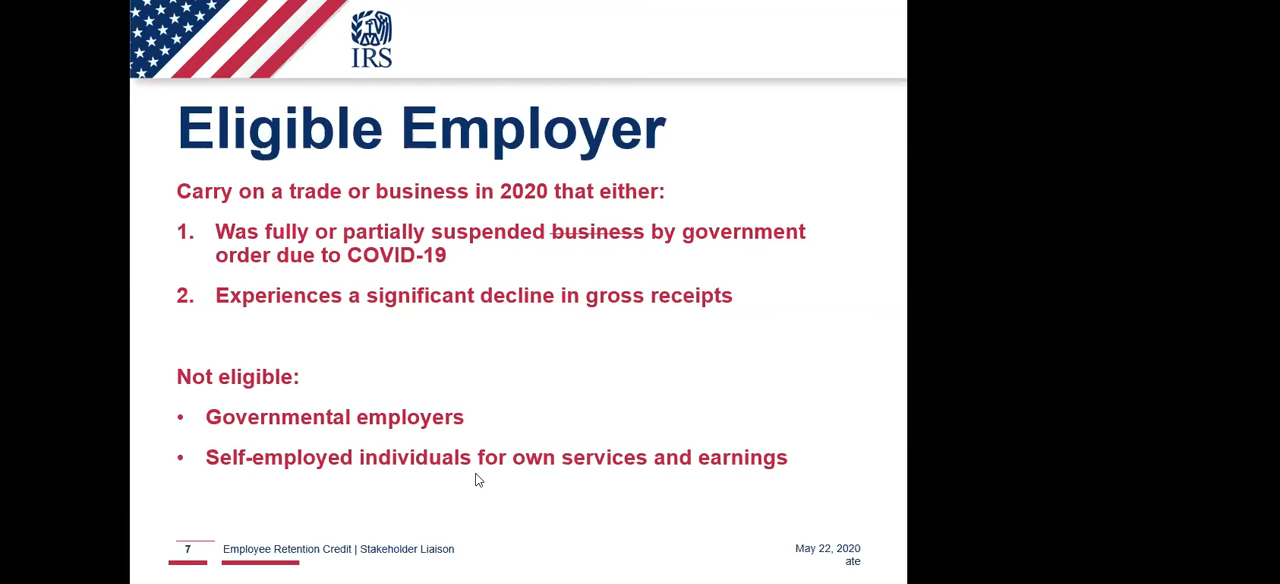 IRS
Eligible Employer
Carry on a trade or business in 2020 that either:
1. Was fully or partially suspended business by government
order due to COVID-19
2. Experiences a significant decline in gross receipts
Not eligible:
• Governmental employers
• Self-employed individuals for own services and earnings
7 Employee Retention Credit | Stakeholder Liaison May 22, 2020
ate